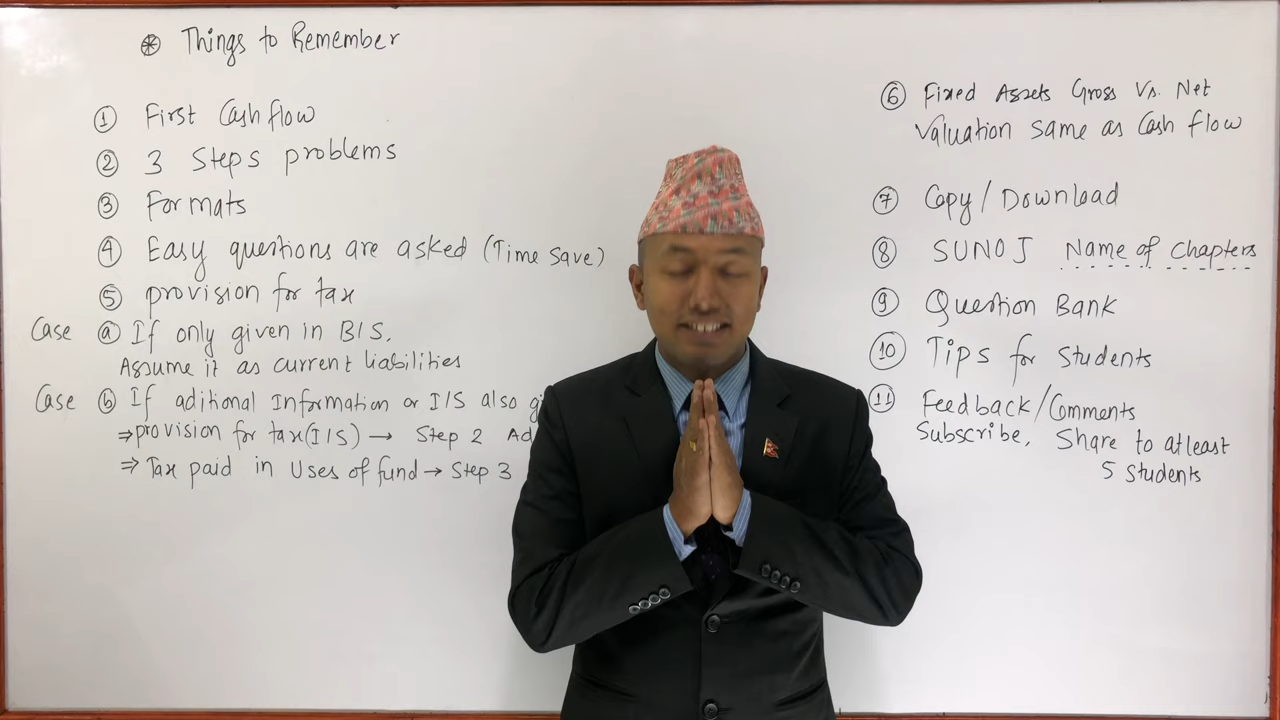 ⊛ Things to Remember
① First Cash flow
② 3 Steps problems
③ Formats
④ Easy questions are asked (Time Save)
⑤ provision for tax
Case ⓐ If only given in B/S.
Assume it as current liabilities
Case ⓑ If aditional Information or I/S also
⇒ provision for tax (I/S) → Step 2
⇒ Tax paid in Uses of fund → Step 3
⑥ Fixed Assets Gross Vs. Net
Valuation same as Cash flow
⑦ Copy / Download
⑧ SUNOJ Name of Chapters
⑨ Question Bank
⑩ Tips for Students
⑪ Feedback/Comments
Subscribe, Share to atleast
5 students